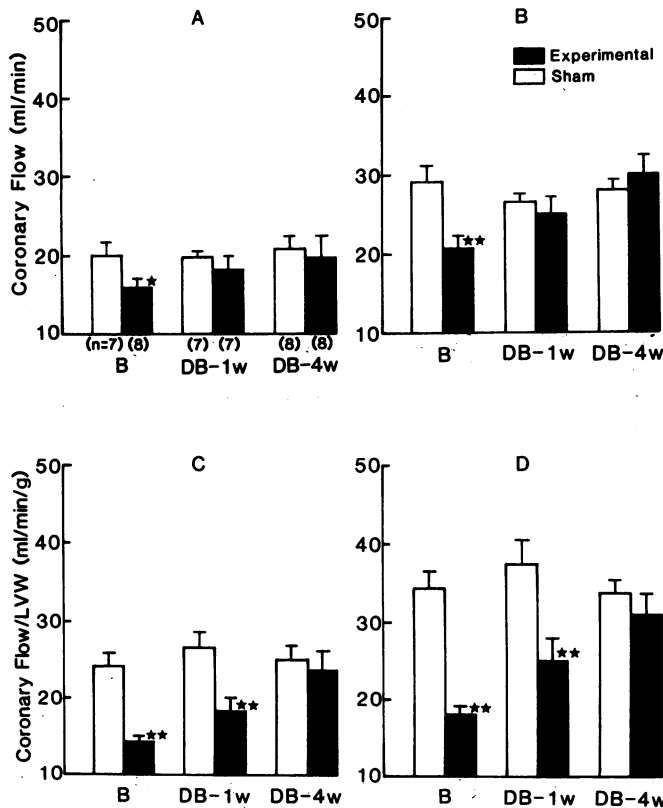 A
Coronary Flow (ml/min)
50
40
30
20
10
★
(n=7) (8) (7) (7) (8) (8)
B DB-1w DB-4w
B
Experimental
Sham
50
40
30
20
10
★★
B DB-1w DB-4w
C
Coronary Flow/LVW (ml/min/g)
50
40
30
20
10
★★
★★
B DB-1w DB-4w
D
50
40
30
20
10
★★
★★
B DB-1w DB-4w